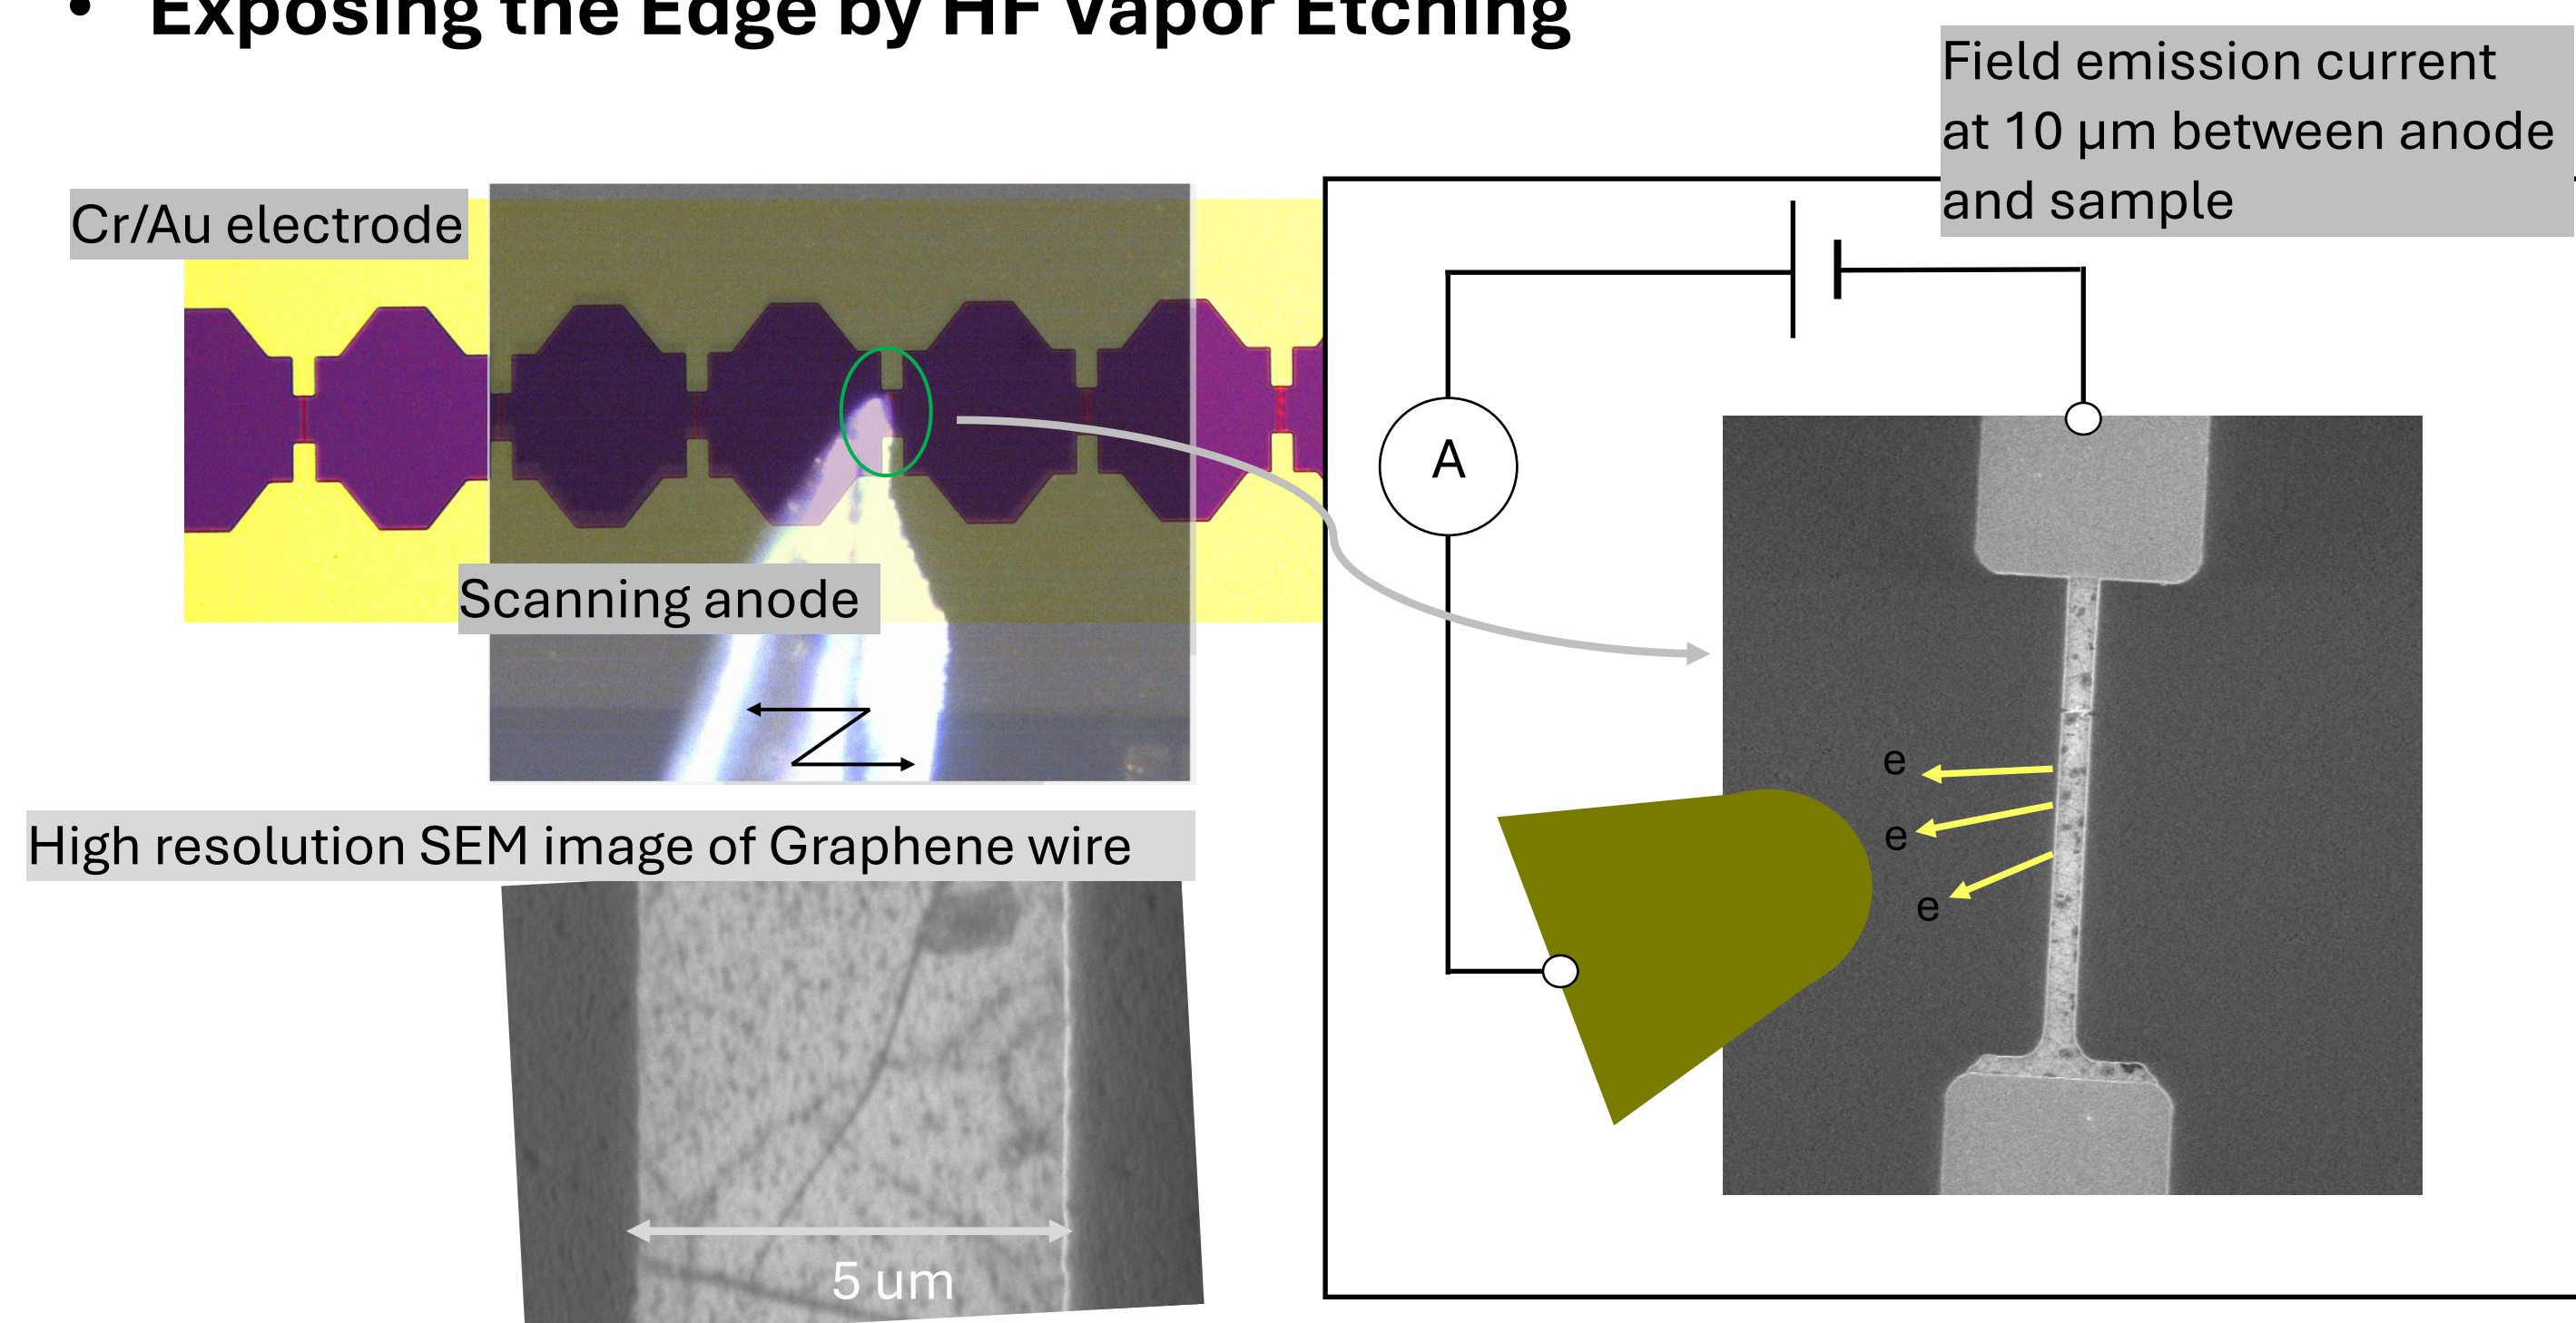 • Exposing the Edge by HF Vapor Etching
Field emission current
at 10 µm between anode
and sample
Cr/Au electrode
A
Scanning anode
e
e
e
High resolution SEM image of Graphene wire
5 um